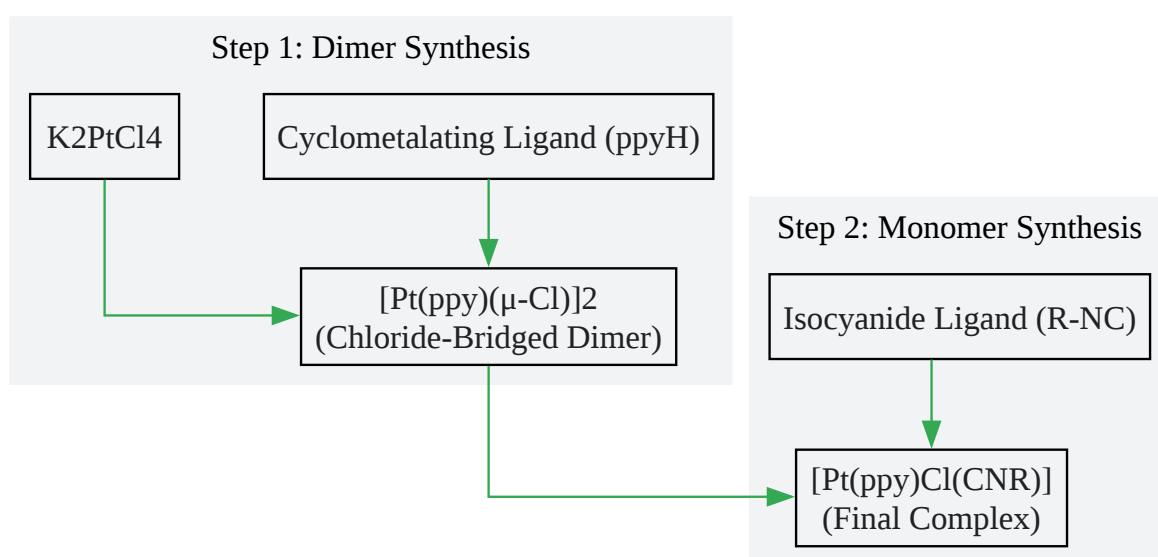 Step 1: Dimer Synthesis
K2PtCl4
Cyclometalating Ligand (ppyH)
[Pt(ppy)(μ-Cl)]2
(Chloride-Bridged Dimer)
Step 2: Monomer Synthesis
Isocyanide Ligand (R-NC)
[Pt(ppy)Cl(CNR)]
(Final Complex)